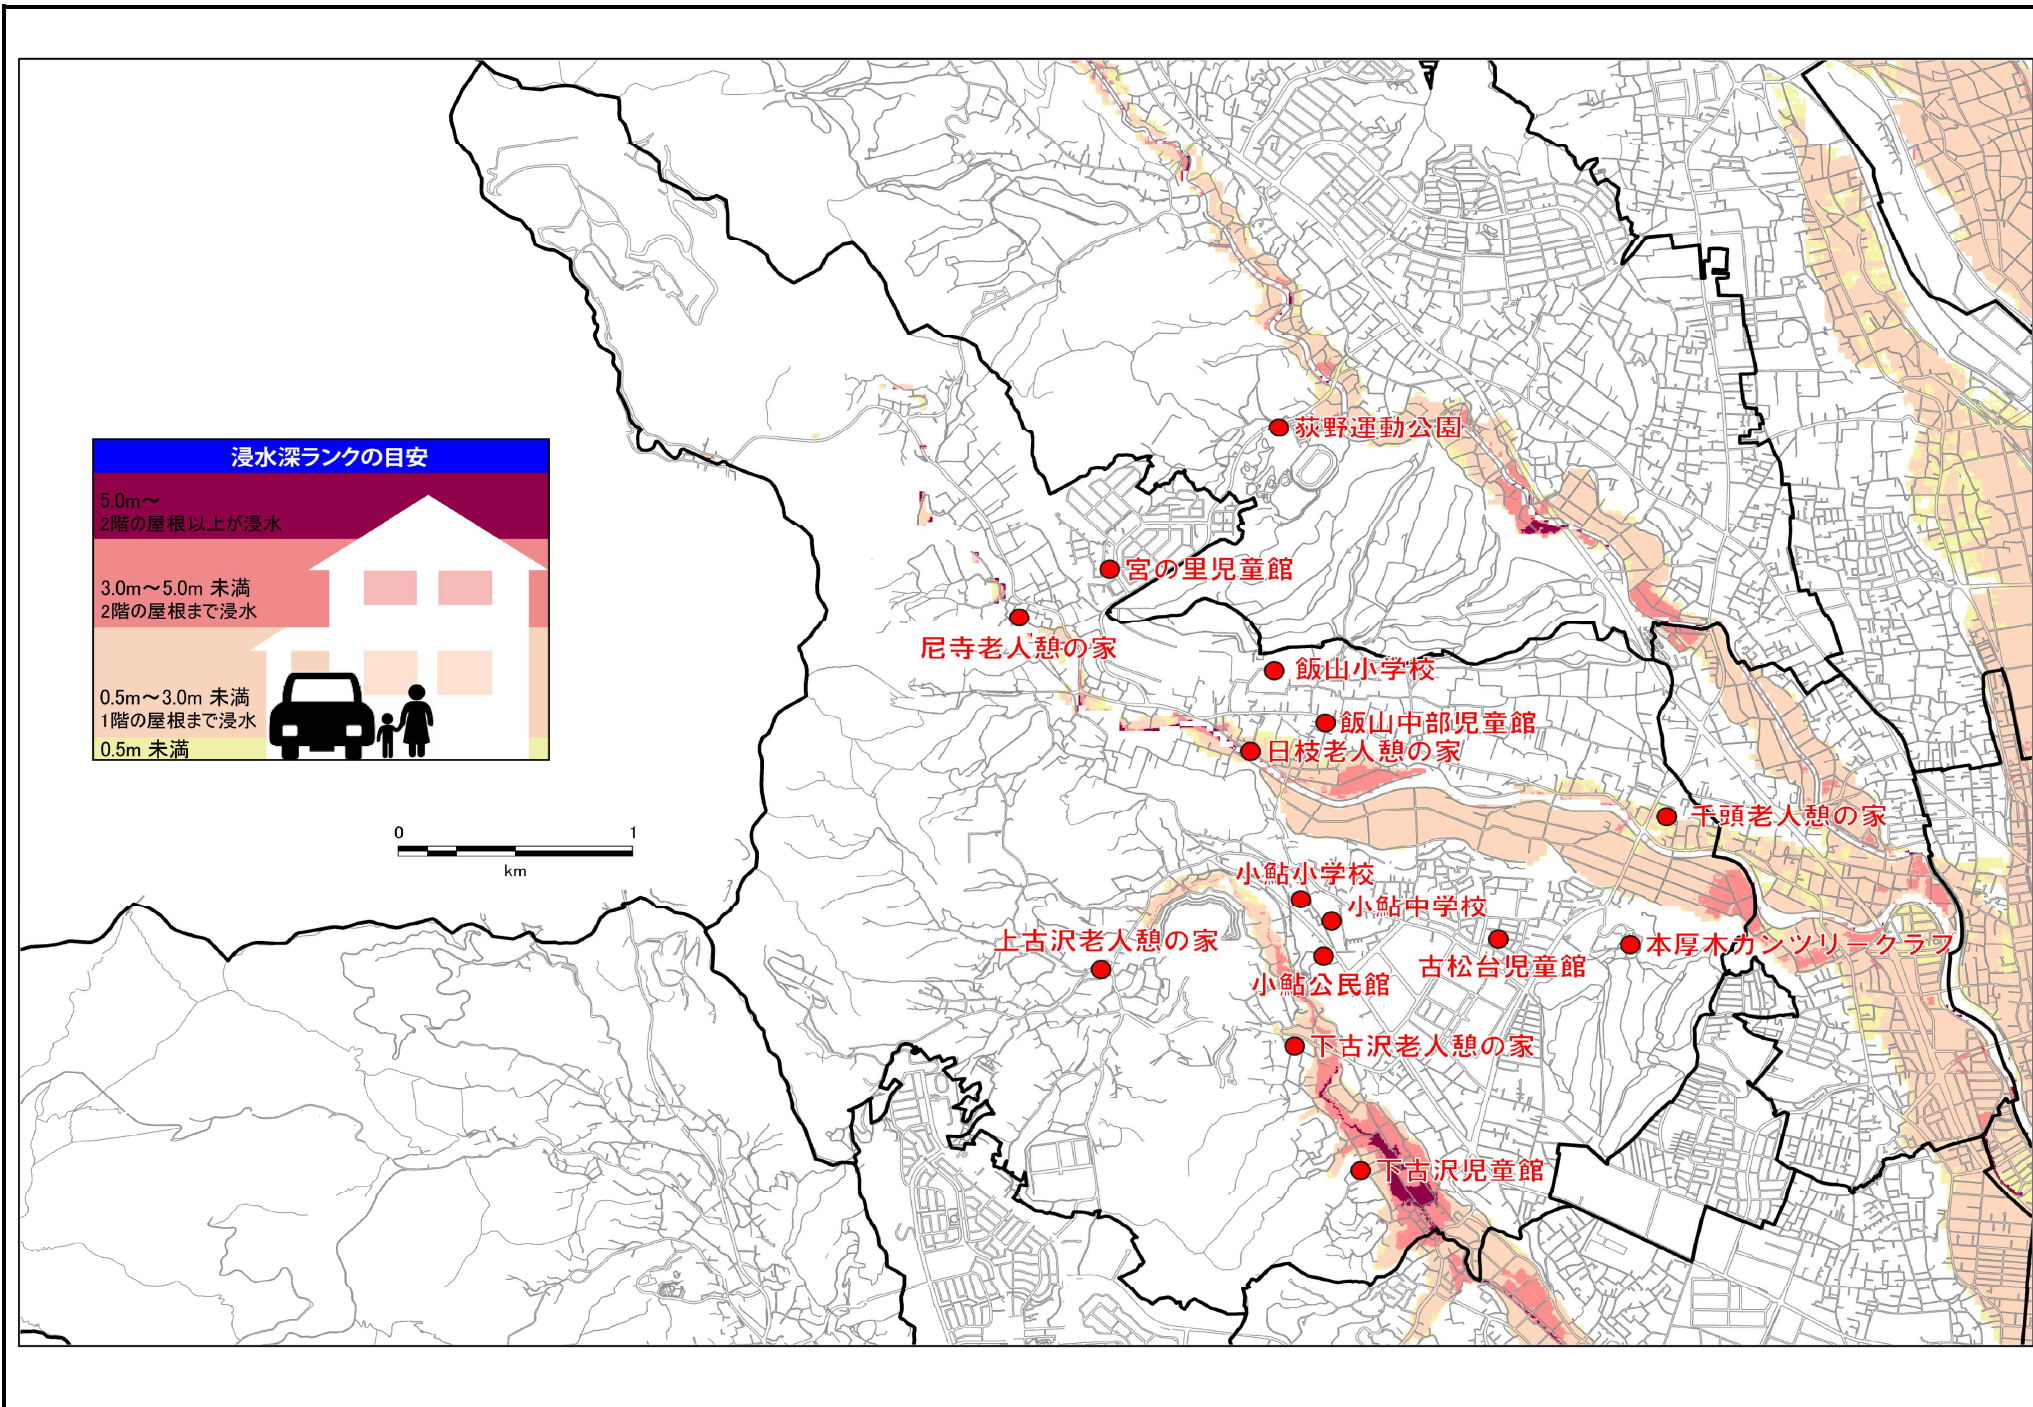 荻野運動公園
浸水深ランクの目安
5.0m～
2階の屋根以上が浸水
3.0m～5.0m 未満
2階の屋根まで浸水
0.5m～3.0m 未満
1階の屋根まで浸水
0.5m 未満
宮の里児童館
尼寺老人憩の家
飯山小学校
飯山中部児童館
日枝老人憩の家
千頭老人憩の家
0 1
km
小鮎小学校
小鮎中学校
上古沢老人憩の家
古松台児童館
本厚木カンツリークラブ
小鮎公民館
下古沢老人憩の家
下古沢児童館